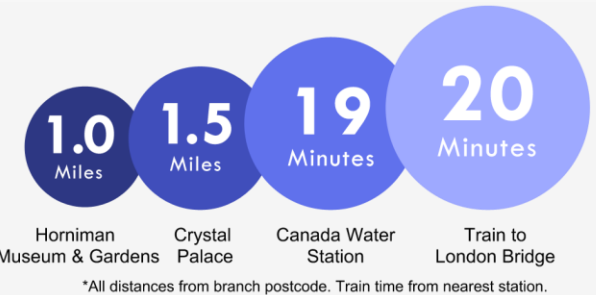 1.0
Miles
1.5
Miles
19
Minutes
20
Minutes
Horniman
Museum & Gardens
Crystal
Palace
Canada Water
Station
Train to
London Bridge
*All distances from branch postcode. Train time from nearest station.